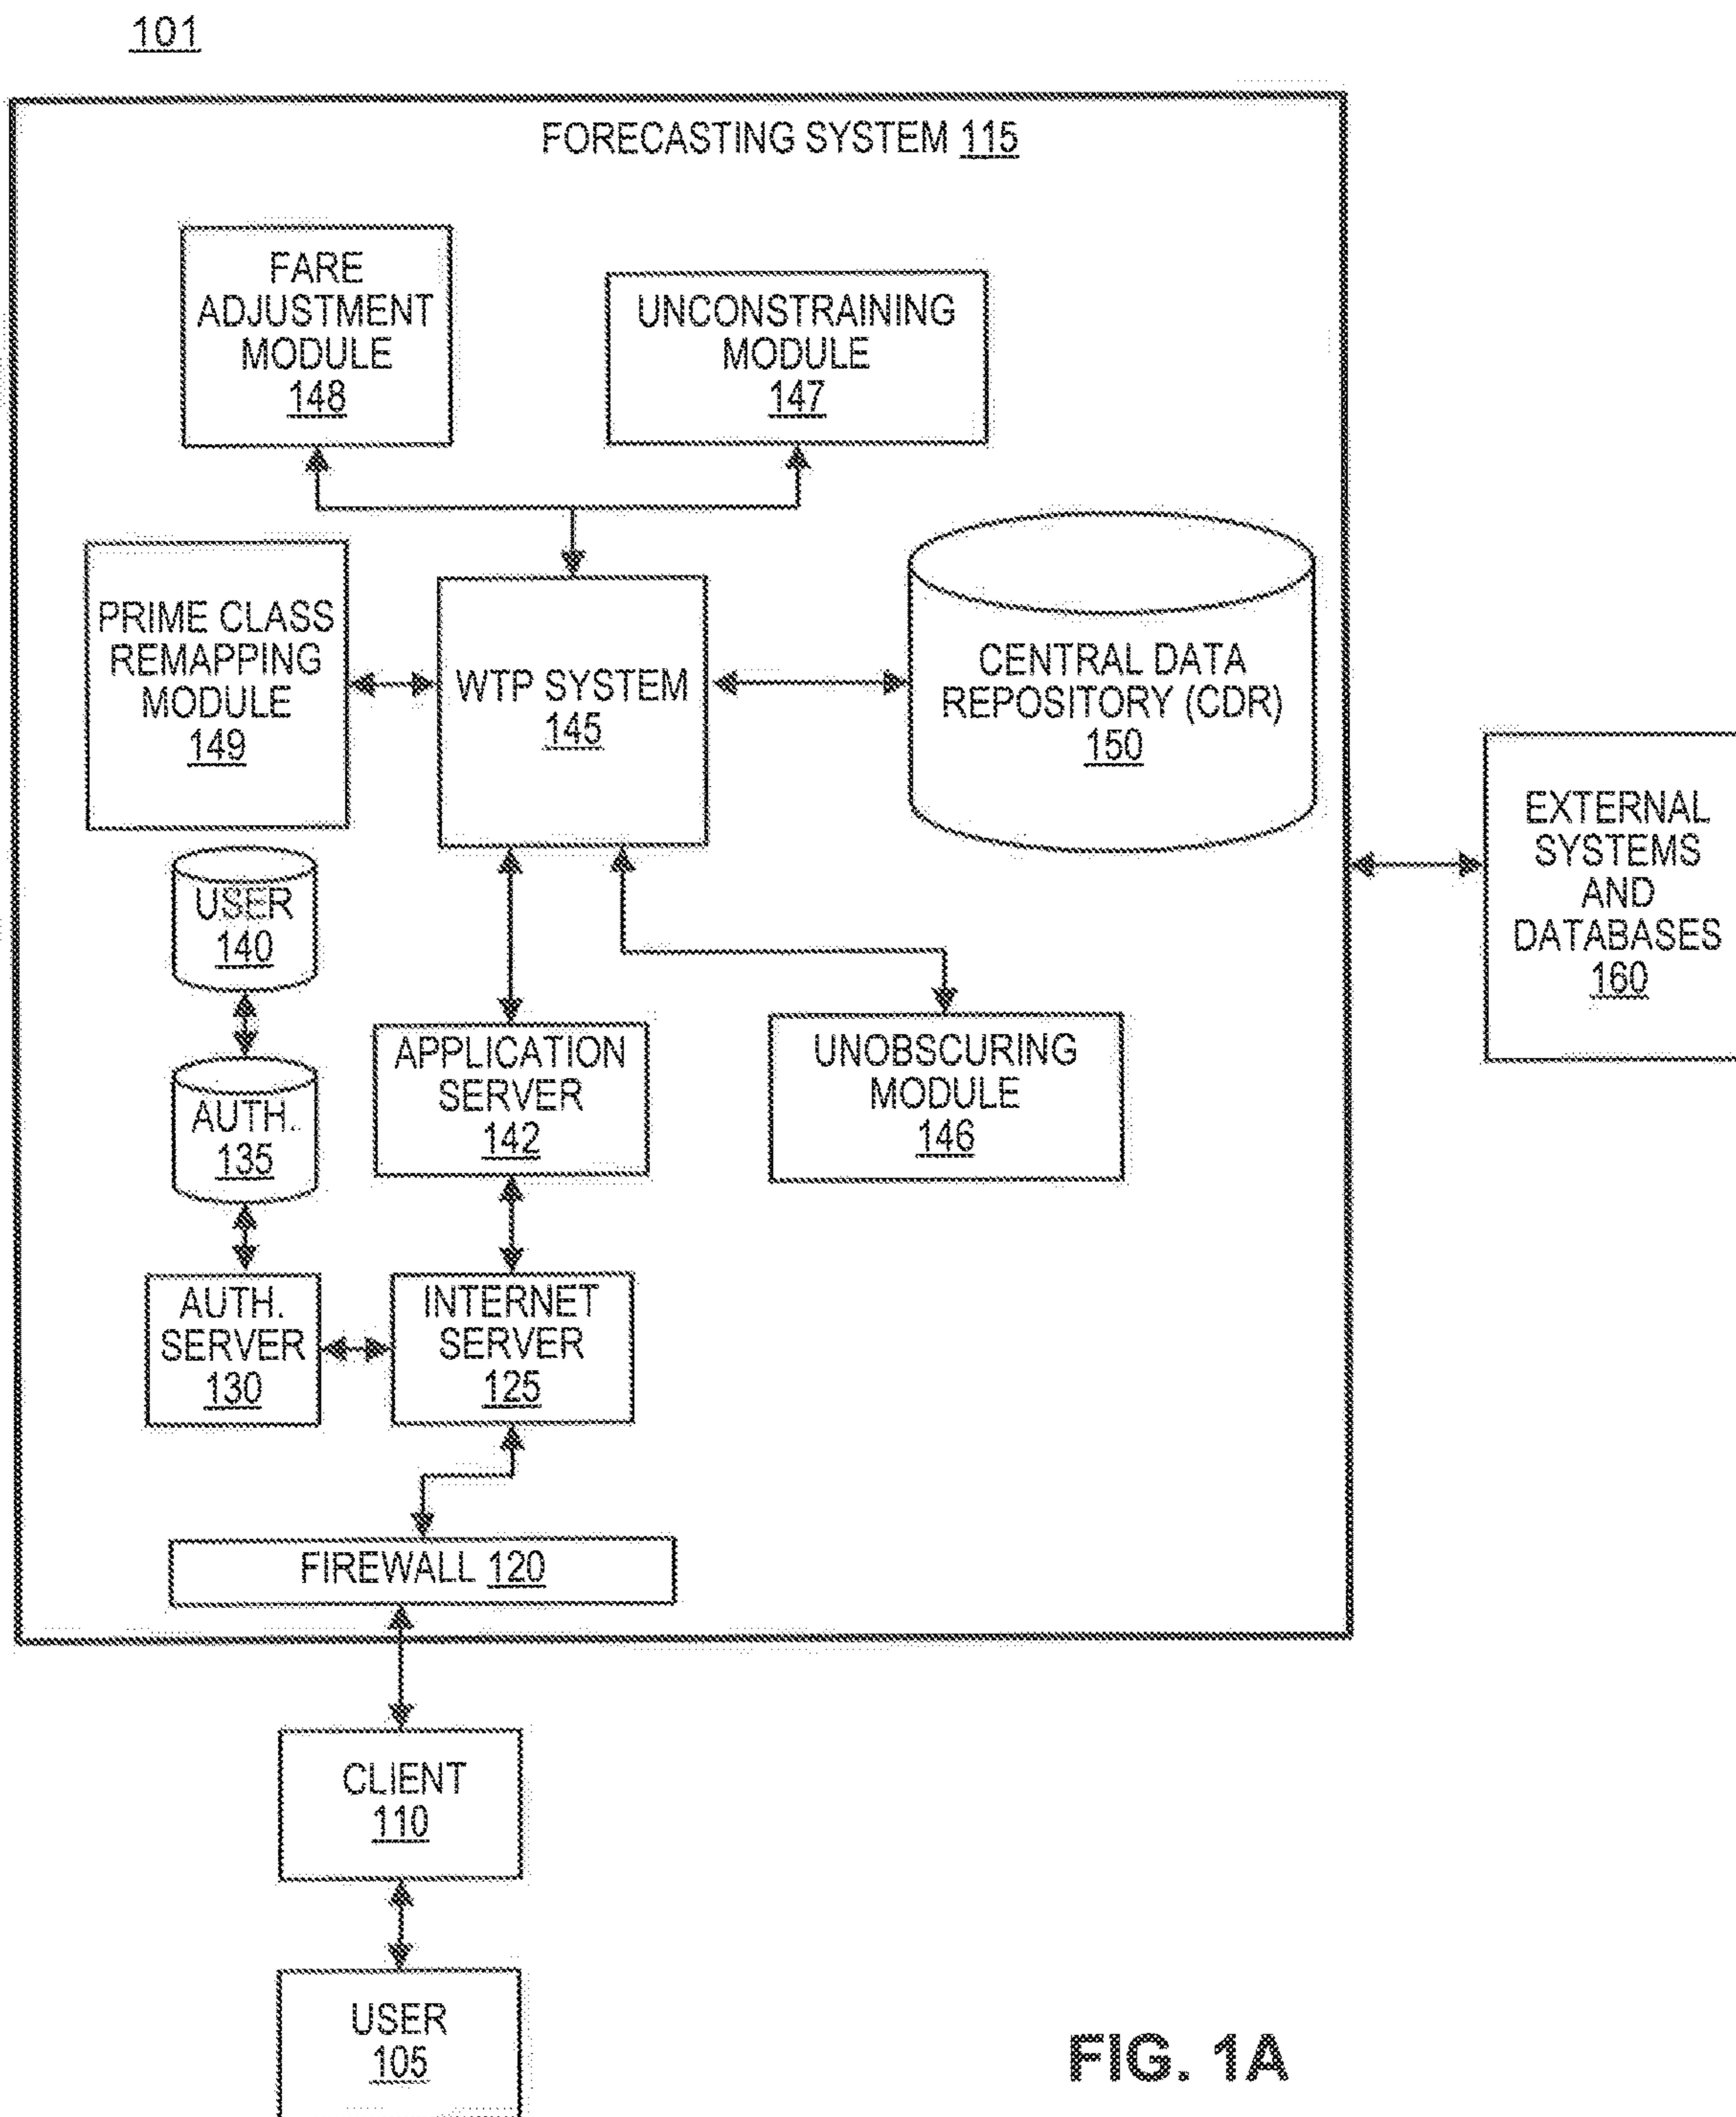 101
FORECASTING SYSTEM 115
FARE
ADJUSTMENT
MODULE
148
UNCONSTRAINING
MODULE
147
PRIME CLASS
REMAPPING
MODULE
149
WTP SYSTEM
145
CENTRAL DATA
REPOSITORY (CDR)
150
EXTERNAL
SYSTEMS
AND
DATABASES
160
USER
140
AUTH.
135
APPLICATION
SERVER
142
UNOBSCURING
MODULE
146
AUTH.
SERVER
130
INTERNET
SERVER
125
FIREWALL 120
CLIENT
110
USER
105
FIG. 1A